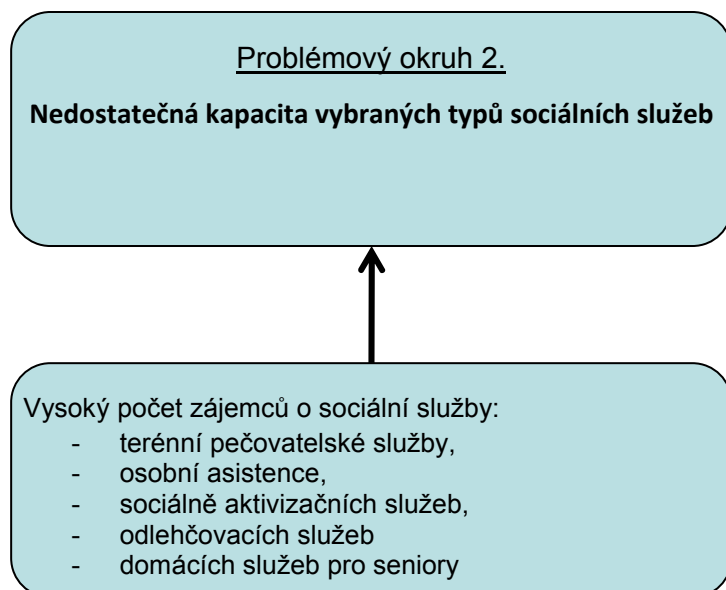 Problémový okruh 2.
Nedostatečná kapacita vybraných typů sociálních služeb
Vysoký počet zájemců o sociální služby:
- terénní pečovatelské služby,
- osobní asistence,
- sociálně aktivizačních služeb,
- odlehčovacích služeb
- domácích služeb pro seniory